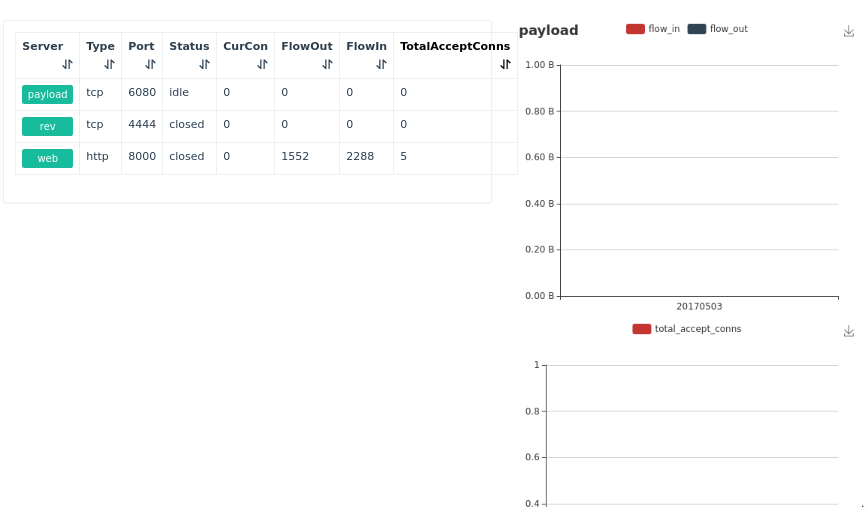 Server Type Port Status CurCon FlowOut FlowIn TotalAcceptConns
payload tcp 6080 idle 0 0 0 0
rev tcp 4444 closed 0 0 0 0
web http 8000 closed 0 1552 2288 5
payload
flow_in flow_out
1.00 B
0.80 B
0.60 B
0.40 B
0.20 B
0.00 B
20170503
total_accept_conns
1
0.8
0.6
0.4